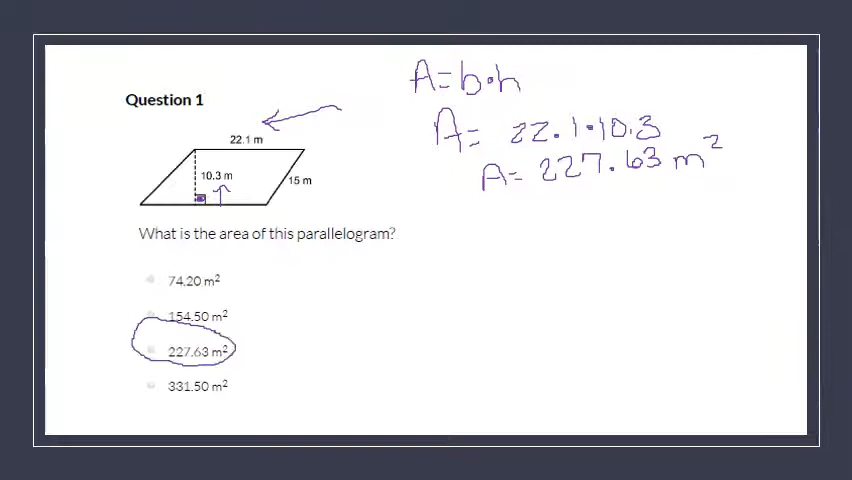 Question 1
A=b·h
A= 22.1·10.3
A= 227.63 m²
22.1 m
10.3 m
15 m
What is the area of this parallelogram?
74.20 m²
154.50 m²
227.63 m²
331.50 m²